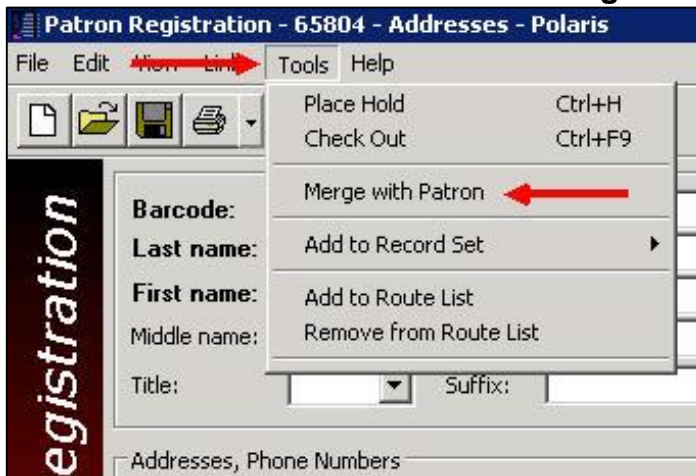 Patron Registration - 65804 - Addresses - Polaris
File Edit View Link Tools Help
Place Hold Ctrl+H
Check Out Ctrl+F9
Merge with Patron
Add to Record Set
Add to Route List
Remove from Route List
Barcode:
Last name:
First name:
Middle name:
Title:
Suffix:
Addresses, Phone Numbers
egistration